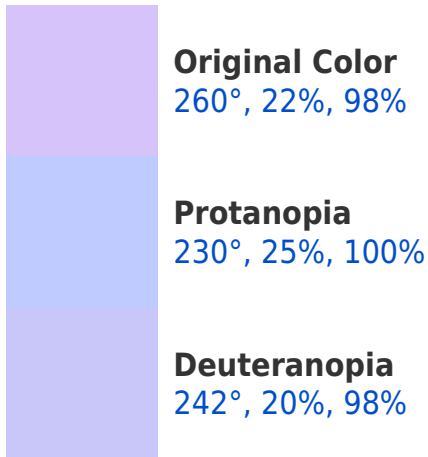 Original Color
260°, 22%, 98%
Protanopia
230°, 25%, 100%
Deuteranopia
242°, 20%, 98%